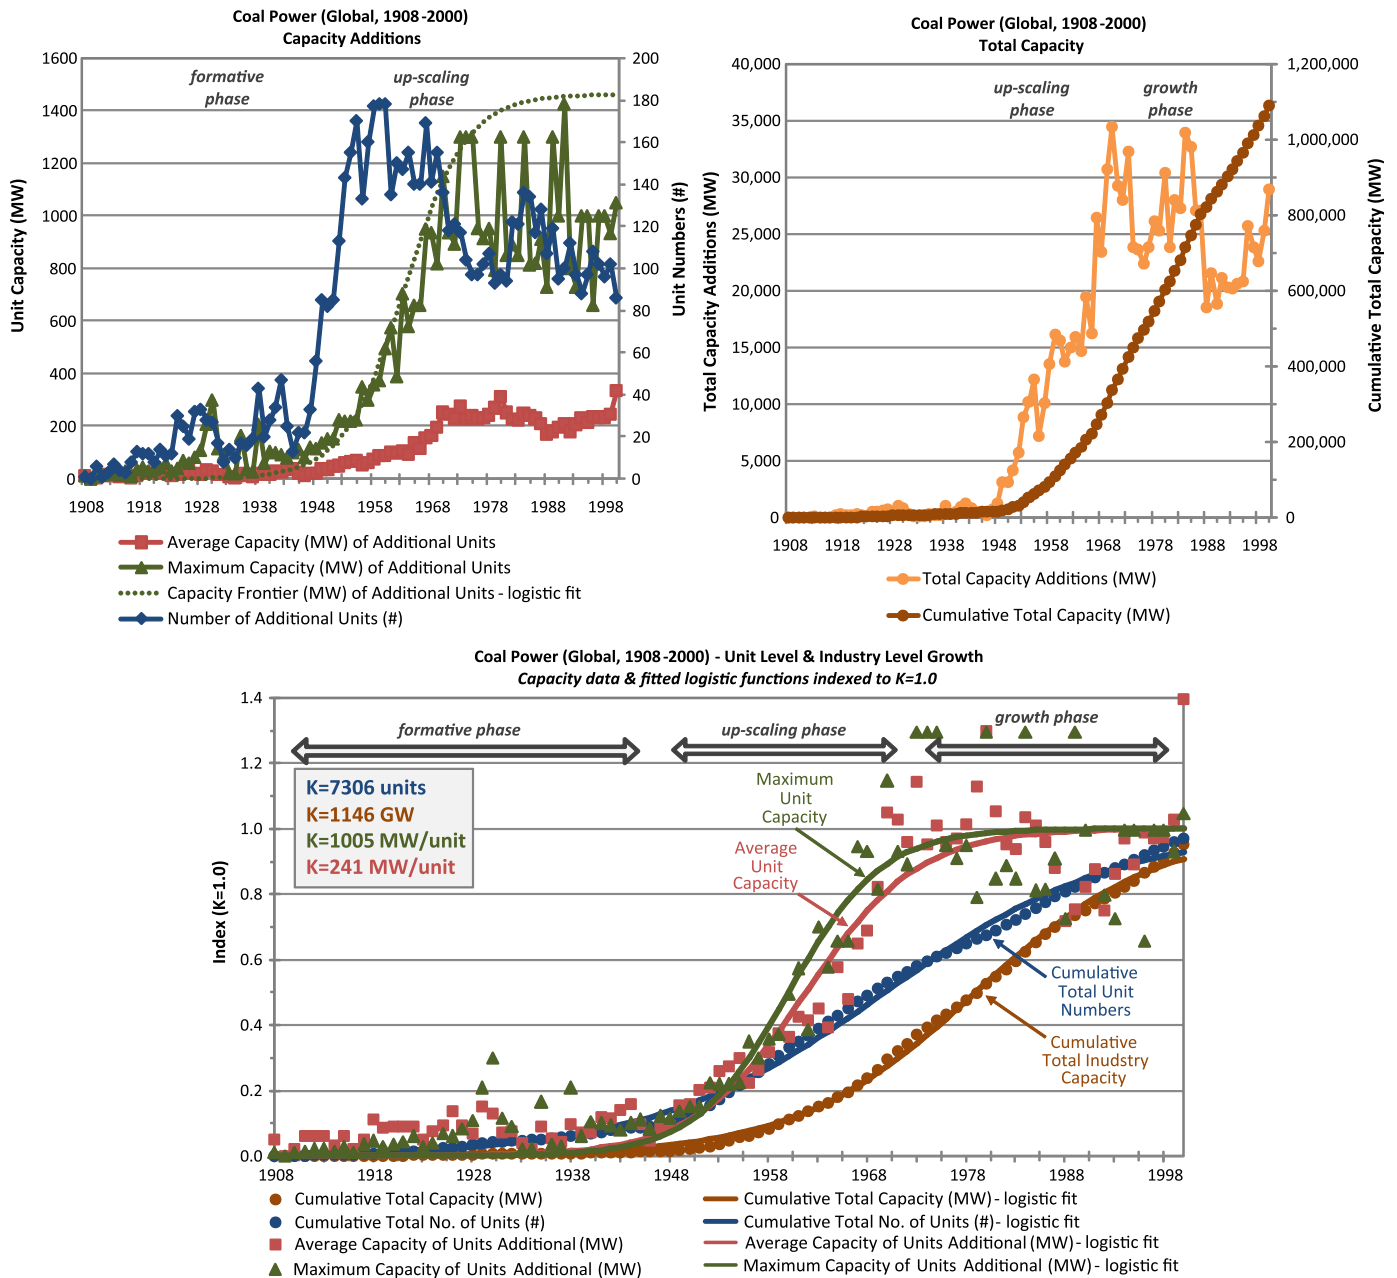 Coal Power (Global, 1908-2000)
Capacity Additions
1600
1400
1200
1000
800
600
400
200
0
Unit Capacity (MW)
formative
phase
up-scaling
phase
200
180
160
140
120
100
80
60
40
20
0
Unit Numbers (#)
1908 1918 1928 1938 1948 1958 1968 1978 1988 1998
Average Capacity (MW) of Additional Units
Maximum Capacity (MW) of Additional Units
Capacity Frontier (MW) of Additional Units - logistic fit
Number of Additional Units (#)
Coal Power (Global, 1908-2000)
Total Capacity
40,000
35,000
30,000
25,000
20,000
15,000
10,000
5,000
0
Total Capacity Additions (MW)
up-scaling
phase
growth
phase
1,200,000
1,000,000
800,000
600,000
400,000
200,000
0
Cumulative Total Capacity (MW)
1908 1918 1928 1938 1948 1958 1968 1978 1988 1998
Total Capacity Additions (MW)
Cumulative Total Capacity (MW)
Coal Power (Global, 1908-2000) - Unit Level & Industry Level Growth
Capacity data & fitted logistic functions indexed to K=1.0
1.4
1.2
1.0
0.8
0.6
0.4
0.2
0.0
Index (K=1.0)
formative phase
up-scaling phase
growth phase
K=7306 units
K=1146 GW
K=1005 MW/unit
K=241 MW/unit
Maximum
Unit
Capacity
Average
Unit
Capacity
Cumulative
Total Unit
Numbers
Cumulative
Total Inudstry
Capacity
1908 1918 1928 1938 1948 1958 1968 1978 1988 1998
Cumulative Total Capacity (MW)
Cumulative Total No. of Units (#)
Average Capacity of Units Additional (MW)
Maximum Capacity of Units Additional (MW)
Cumulative Total Capacity (MW) - logistic fit
Cumulative Total No. of Units (#) - logistic fit
Average Capacity of Units Additional (MW) - logistic fit
Maximum Capacity of Units Additional (MW) - logistic fit